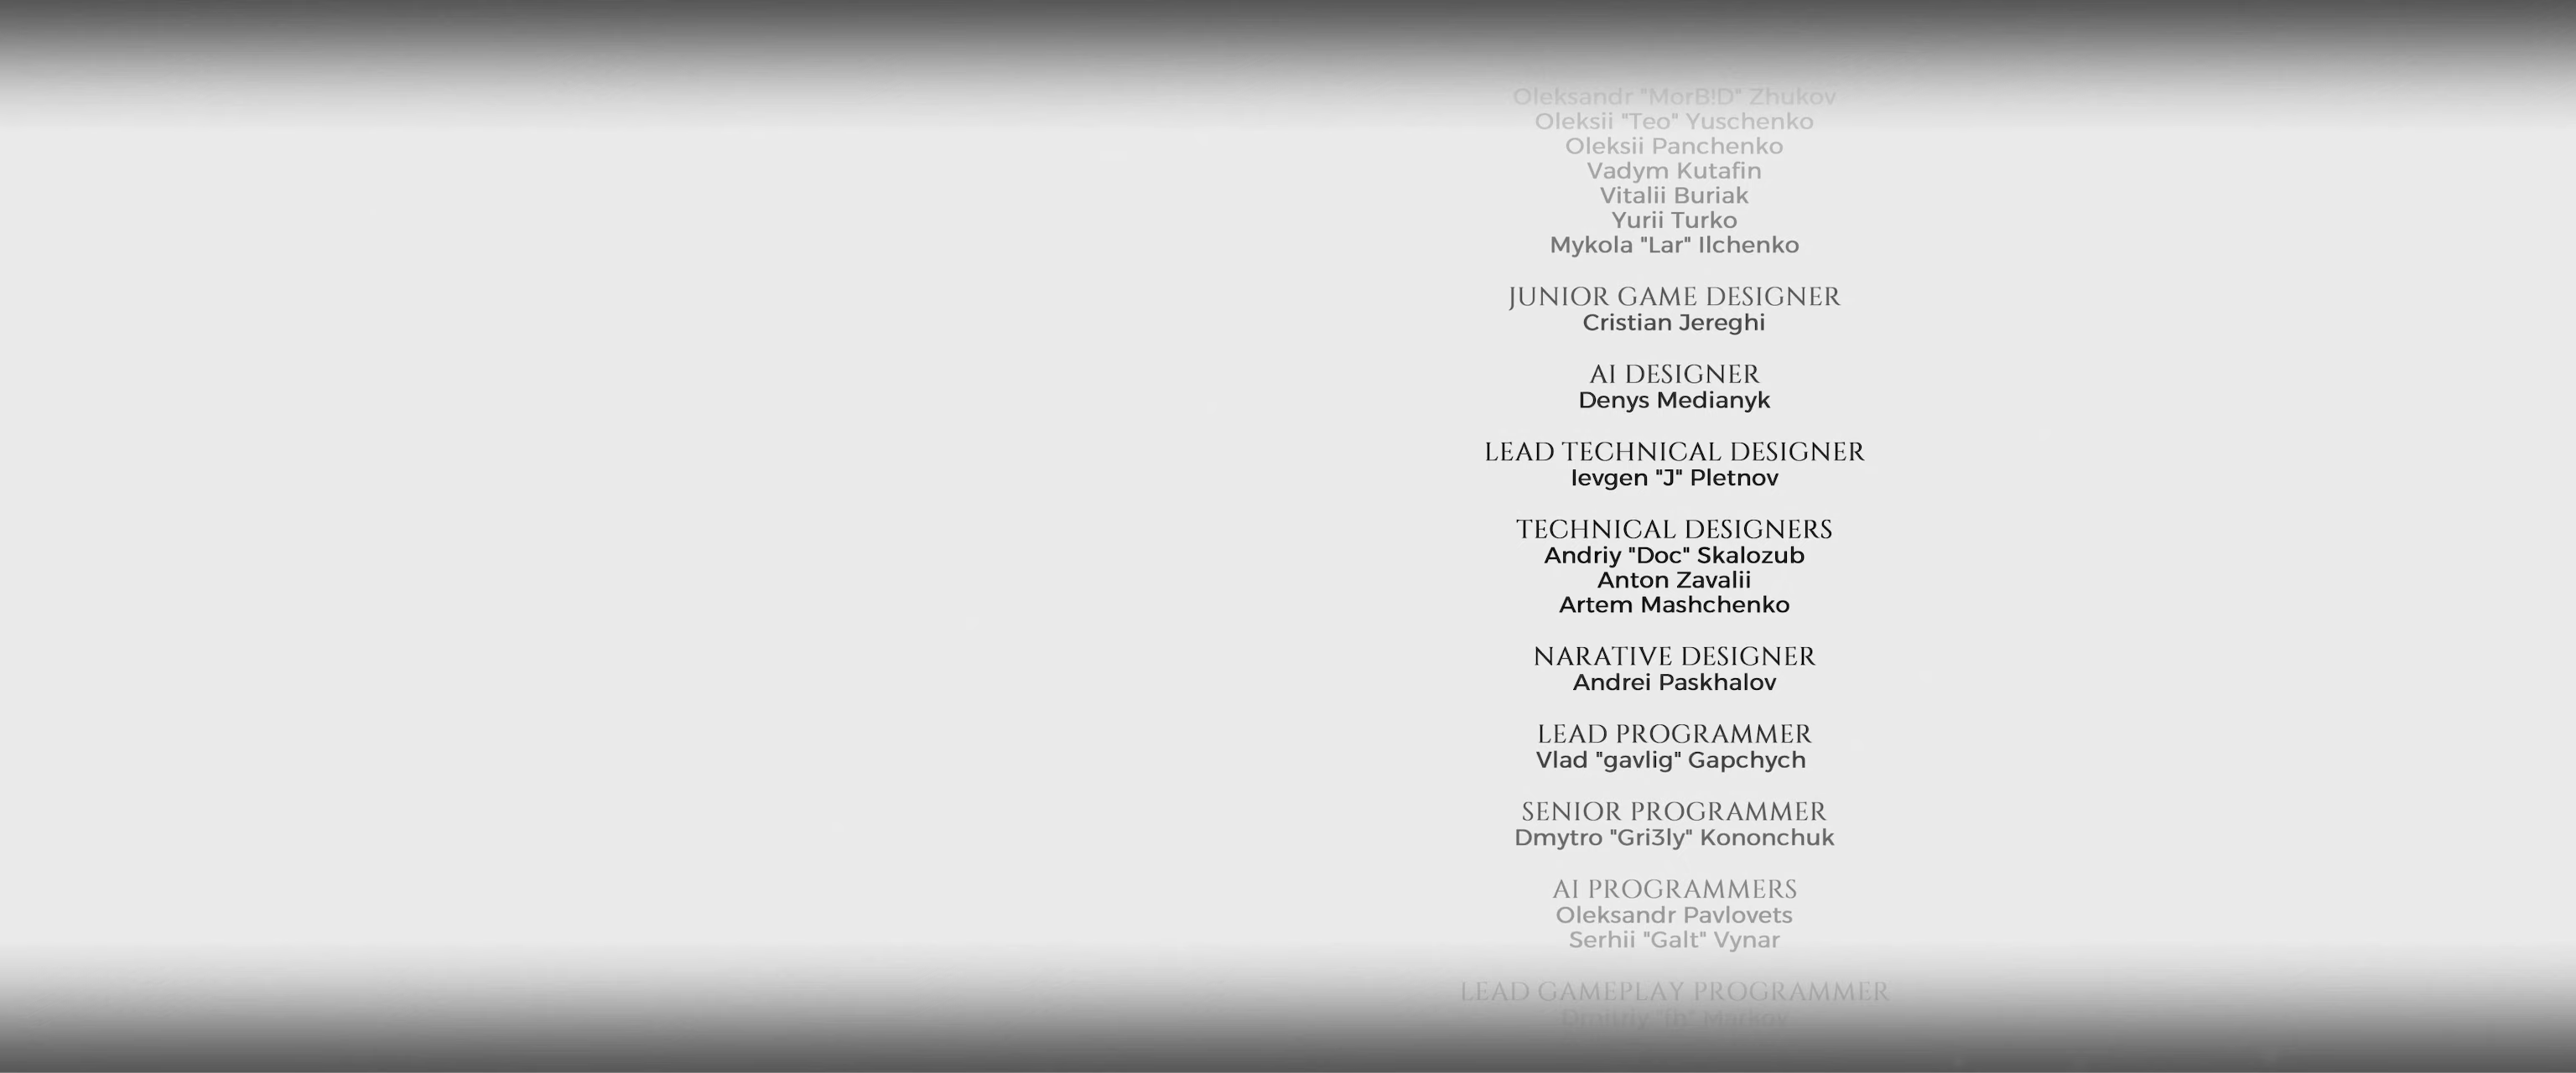 Oleksandr "MorB!D" Zhukov
Oleksii "Teo" Yuschenko
Oleksii Panchenko
Vadym Kutafin
Vitalii Buriak
Yurii Turko
Mykola "Lar" Ilchenko
JUNIOR GAME DESIGNER
Cristian Jereghi
AI DESIGNER
Denys Medianyk
LEAD TECHNICAL DESIGNER
Ievgen "J" Pletnov
TECHNICAL DESIGNERS
Andriy "Doc" Skalozub
Anton Zavalii
Artem Mashchenko
NARATIVE DESIGNER
Andrei Paskhalov
LEAD PROGRAMMER
Vlad "gavlig" Gapchych
SENIOR PROGRAMMER
Dmytro "Gri3ly" Kononchuk
AI PROGRAMMERS
Oleksandr Pavlovets
Serhii "Galt" Vynar
LEAD GAMEPLAY PROGRAMMER
Markov